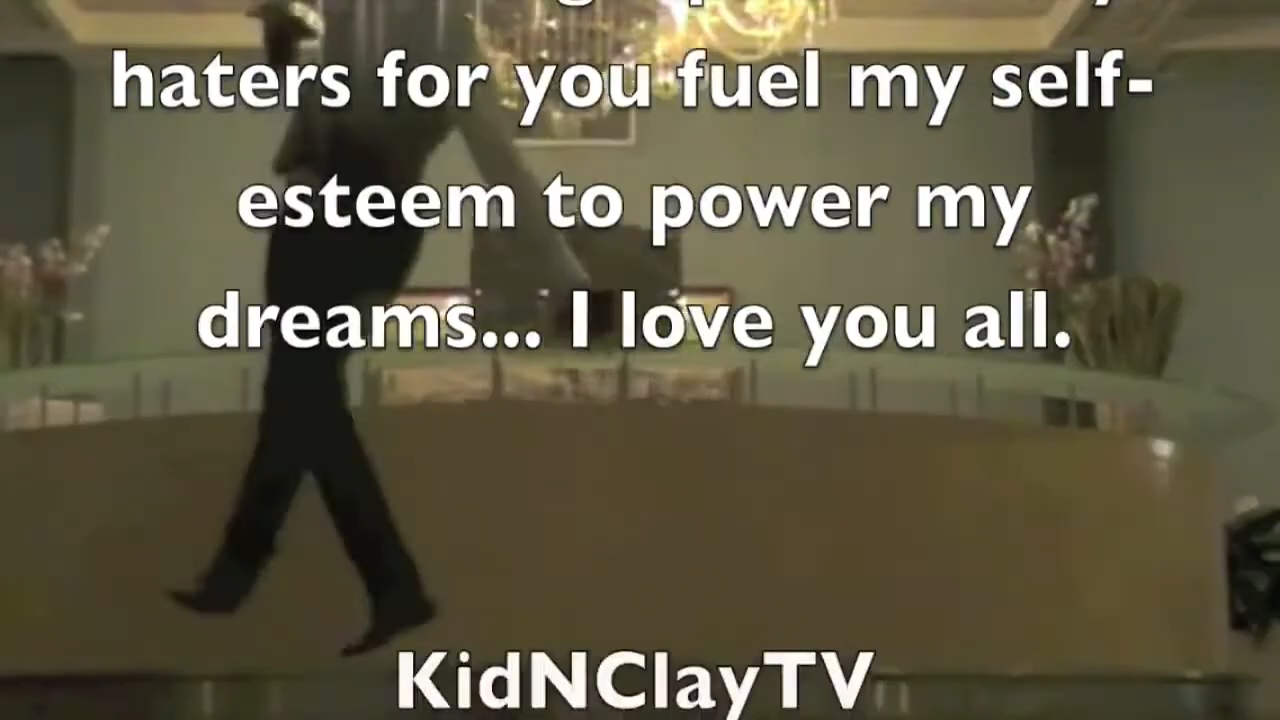 haters for you fuel my self-
esteem to power my
dreams... I love you all.
KidNClayTV